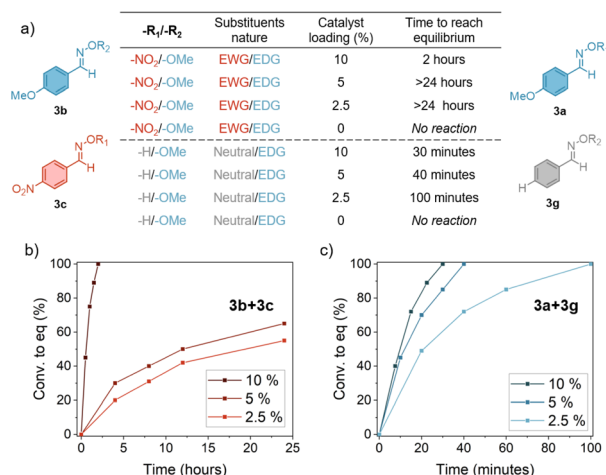 a)
-R₁/-R₂ Substituents nature Catalyst loading (%) Time to reach equilibrium
-NO₂/-OMe EWG/EDG 10 2 hours
-NO₂/-OMe EWG/EDG 5 >24 hours
-NO₂/-OMe EWG/EDG 2.5 >24 hours
-NO₂/-OMe EWG/EDG 0 No reaction
-H/-OMe Neutral/EDG 10 30 minutes
-H/-OMe Neutral/EDG 5 40 minutes
-H/-OMe Neutral/EDG 2.5 100 minutes
-H/-OMe Neutral/EDG 0 No reaction
N OR₂
H
MeO
3b
N OR₁
H
O₂N
3c
N
H
MeO
3a
N OR₂
H
H
3g
b)
Conv. to eq (%)
100
80
60
40
20
0
3b+3c
10 %
5 %
2.5 %
0 5 10 15 20 25
Time (hours)
c)
Conv. to eq (%)
100
80
60
40
20
0
3a+3g
10 %
5 %
2.5 %
0 20 40 60 80 100
Time (minutes)